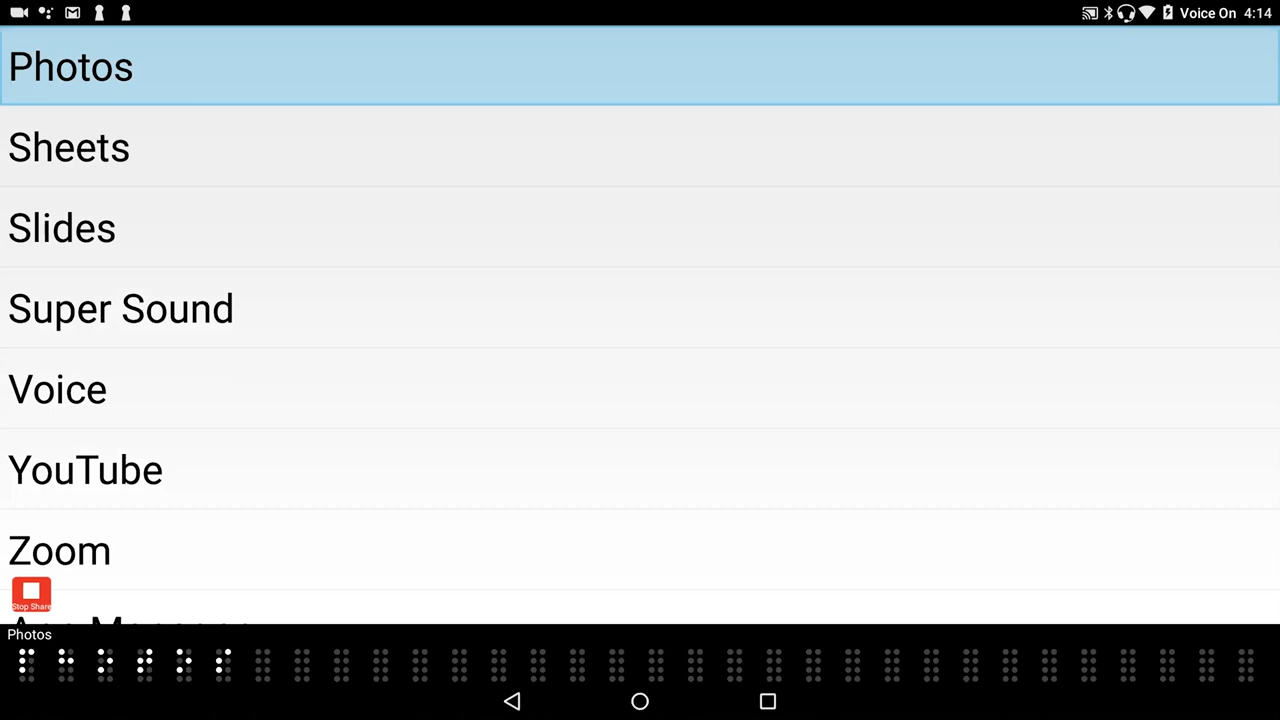 Voice On 4:14
Photos
Sheets
Slides
Super Sound
Voice
YouTube
Zoom
Stop Share
Photos